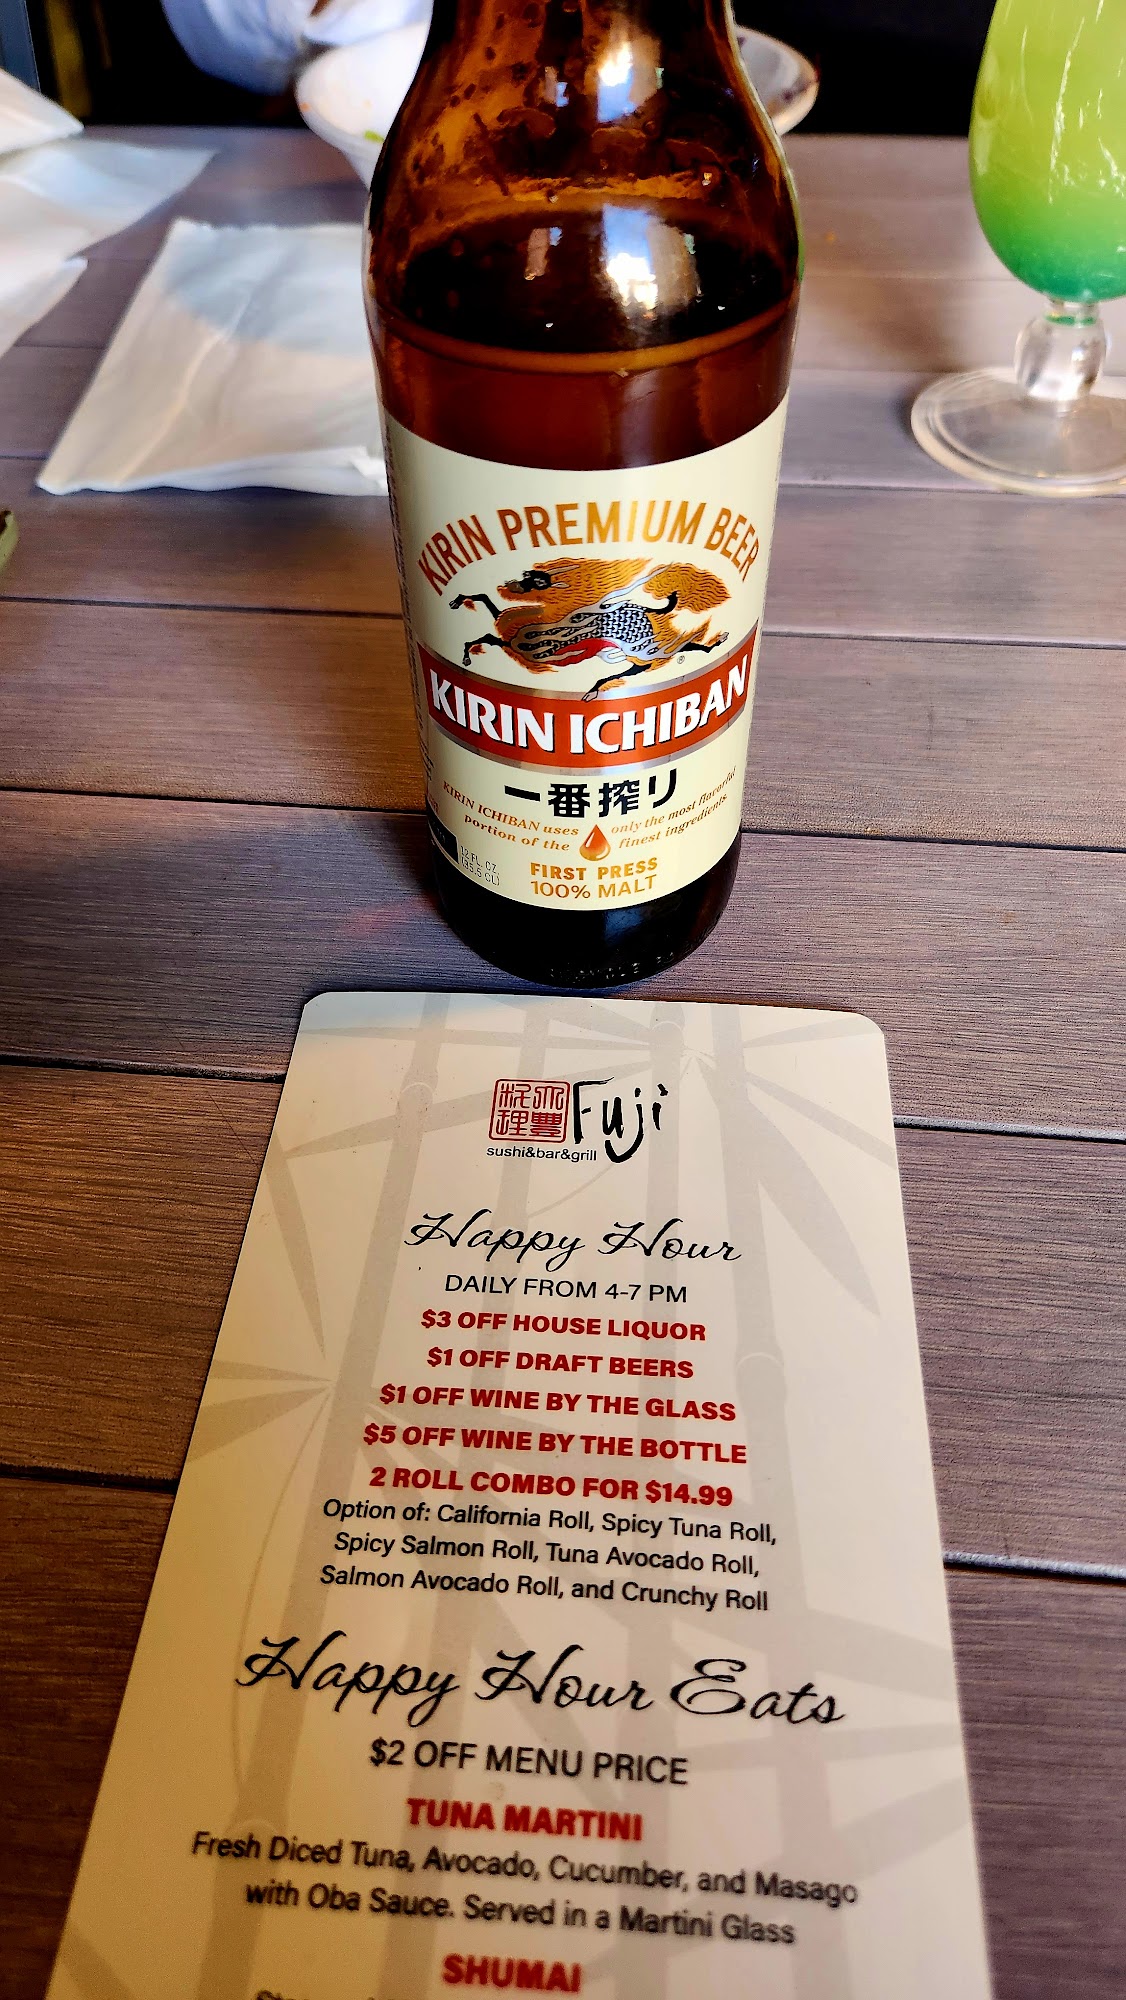 KIRIN PREMIUM BEER
®
KIRIN ICHIBAN
一番搾り
KIRIN ICHIBAN uses only the most flavorful
portion of the finest ingredients.
12 FL. OZ.
(35.5 CL)
FIRST PRESS
100% MALT
Fuji
sushi&bar&grill
Happy Hour
DAILY FROM 4-7 PM
$3 OFF HOUSE LIQUOR
$1 OFF DRAFT BEERS
$1 OFF WINE BY THE GLASS
$5 OFF WINE BY THE BOTTLE
2 ROLL COMBO FOR $14.99
Option of: California Roll, Spicy Tuna Roll,
Spicy Salmon Roll, Tuna Avocado Roll,
Salmon Avocado Roll, and Crunchy Roll
Happy Hour Eats
$2 OFF MENU PRICE
TUNA MARTINI
Fresh Diced Tuna, Avocado, Cucumber, and Masago
with Oba Sauce. Served in a Martini Glass
SHUMAI